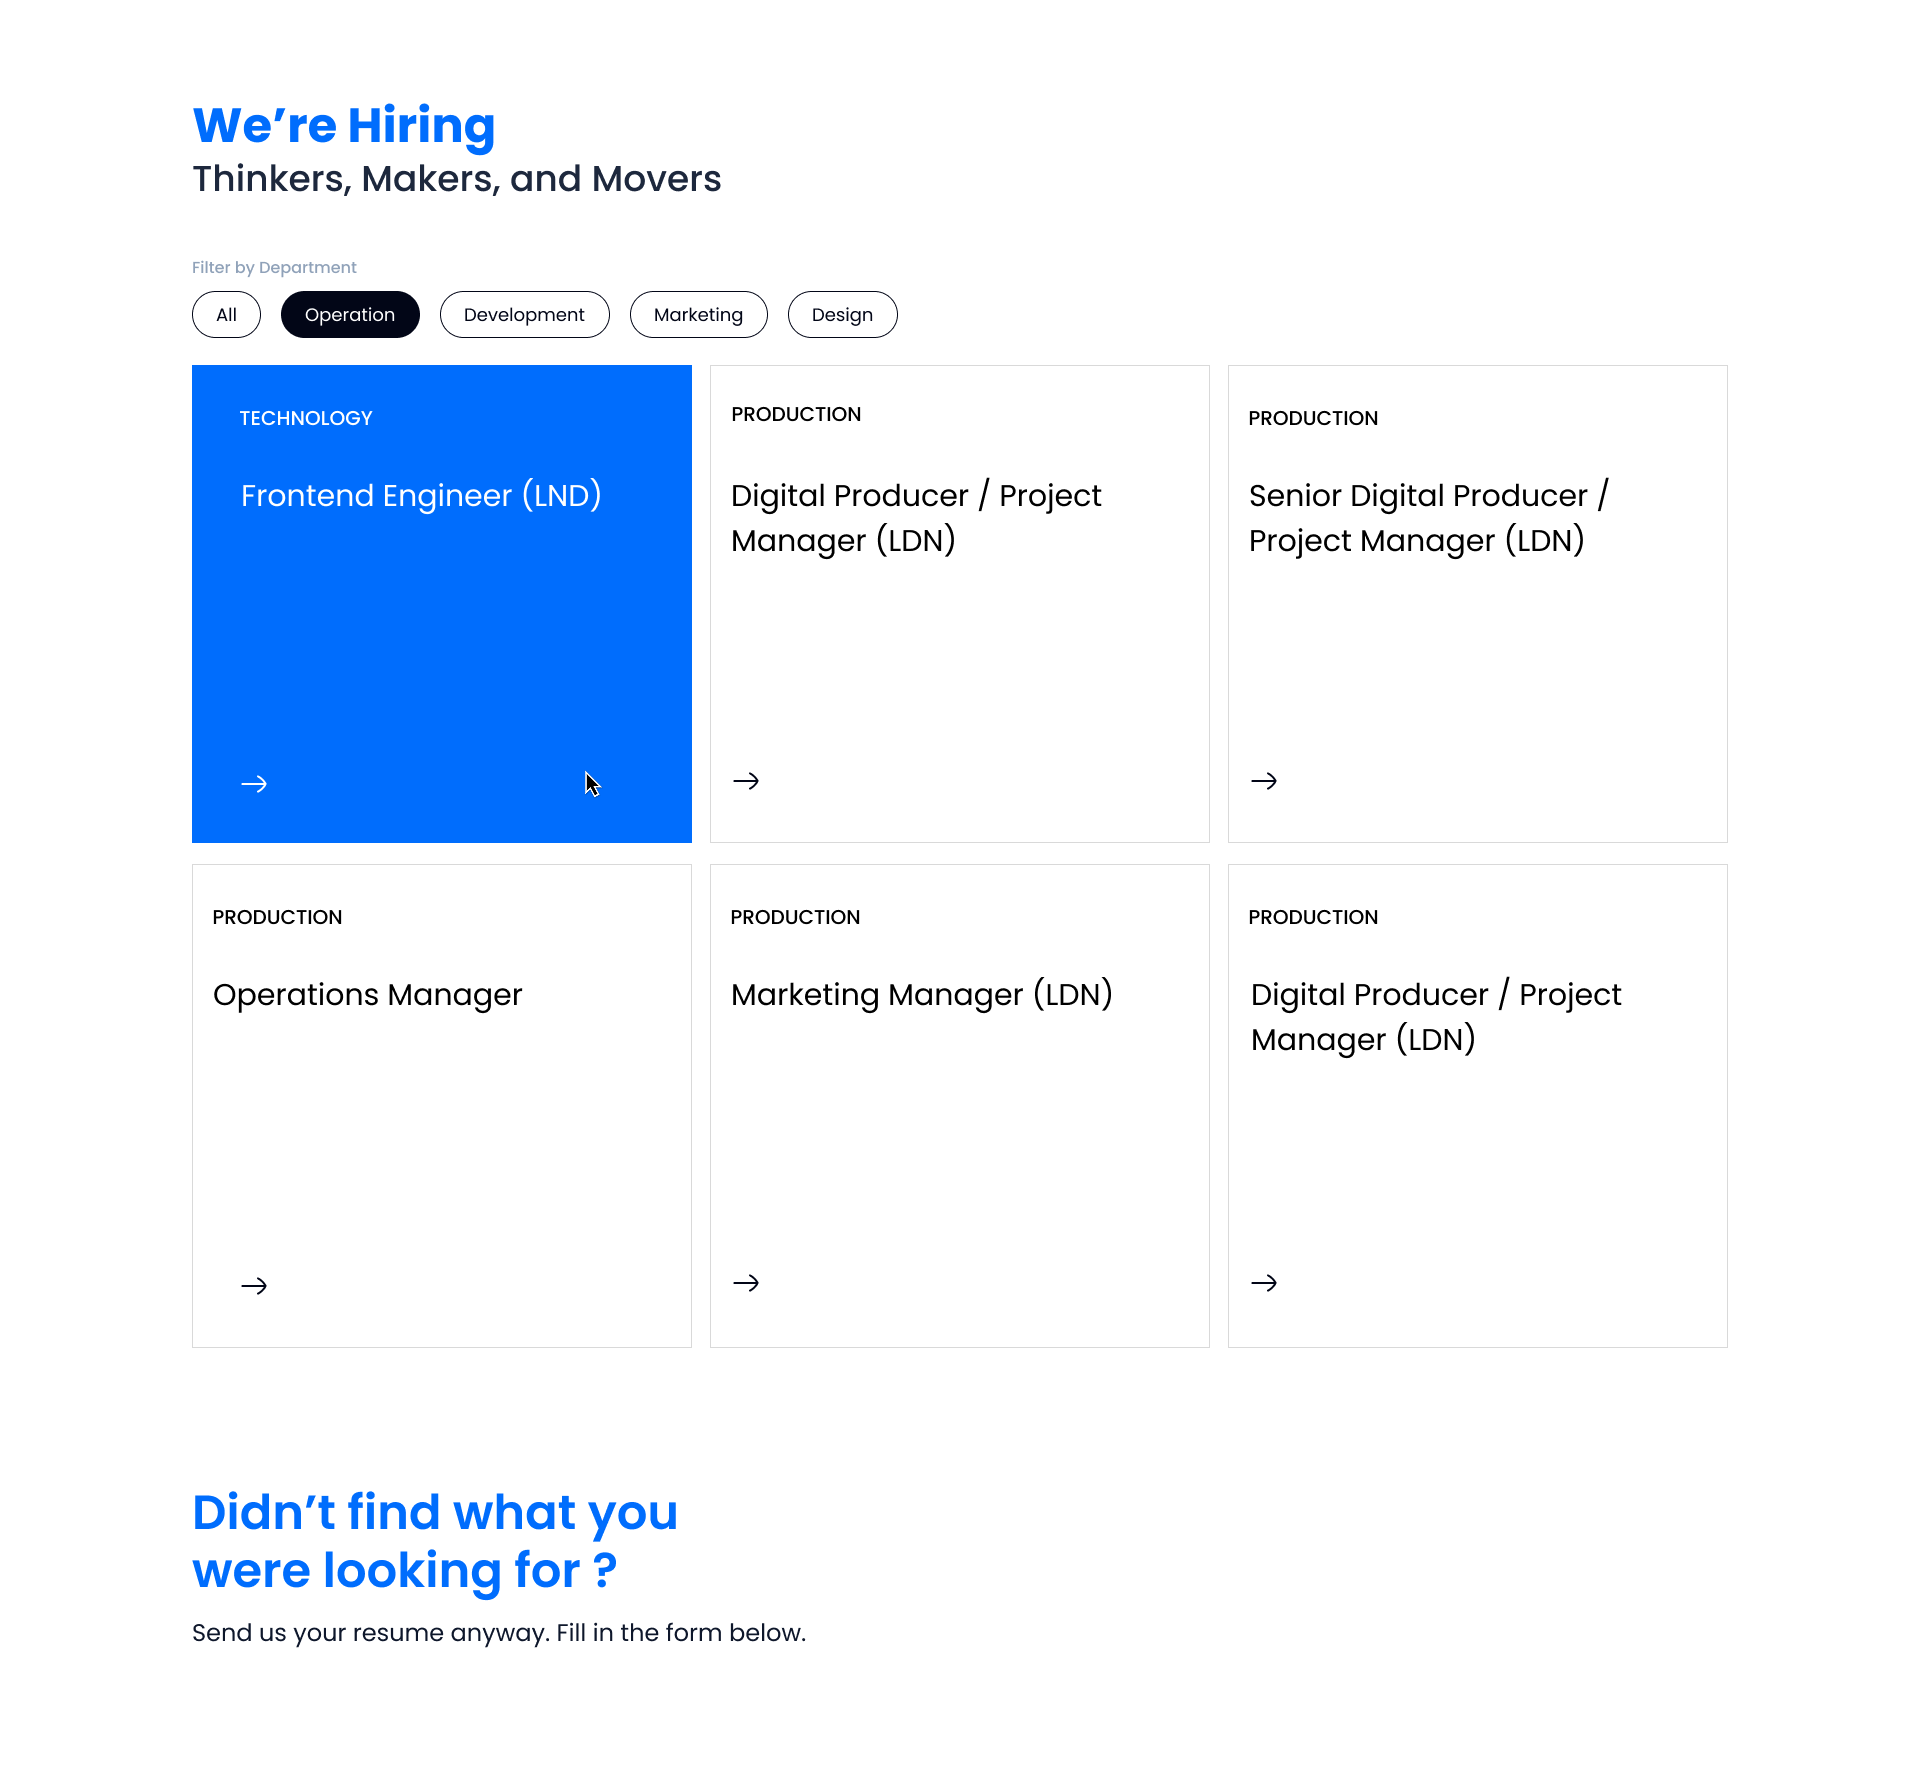 We’re Hiring
Thinkers, Makers, and Movers
Filter by Department
All
Operation
Development
Marketing
Design
TECHNOLOGY
Frontend Engineer (LND)
PRODUCTION
Digital Producer / Project
Manager (LDN)
PRODUCTION
Senior Digital Producer /
Project Manager (LDN)
PRODUCTION
Operations Manager
PRODUCTION
Marketing Manager (LDN)
PRODUCTION
Digital Producer / Project
Manager (LDN)
Didn’t find what you
were looking for ?
Send us your resume anyway. Fill in the form below.